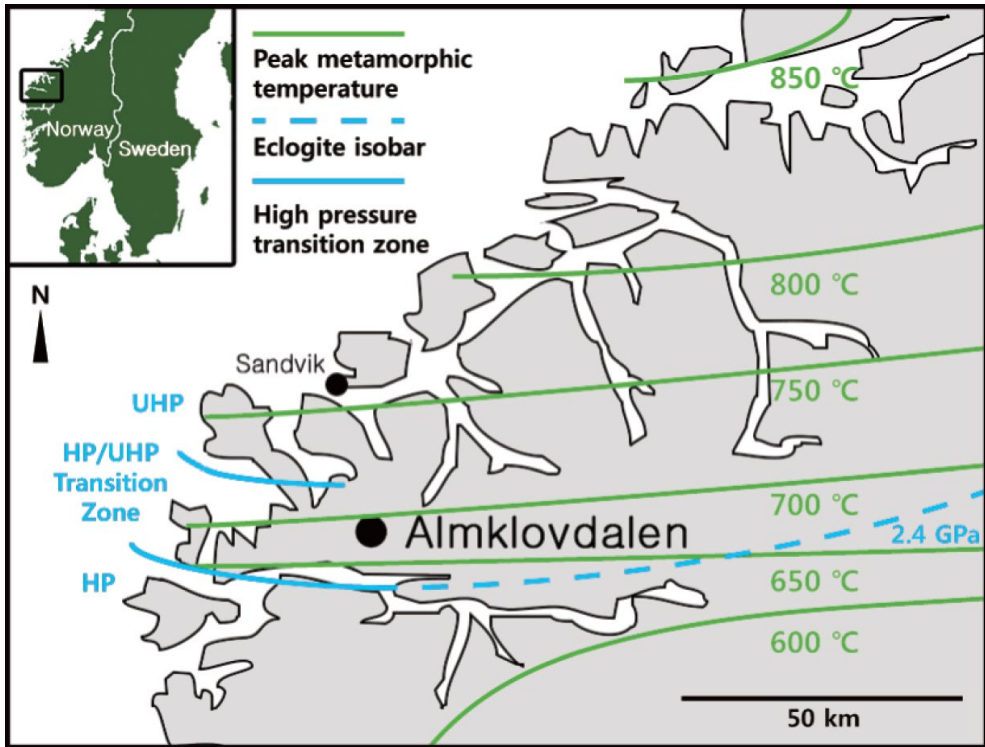 Norway
Sweden
Peak metamorphic
temperature
Eclogite isobar
High pressure
transition zone
N
850 ℃
800 ℃
Sandvik
750 ℃
UHP
HP/UHP
Transition
Zone
700 ℃
Almklovdalen
2.4 GPa
HP
650 ℃
600 ℃
50 km